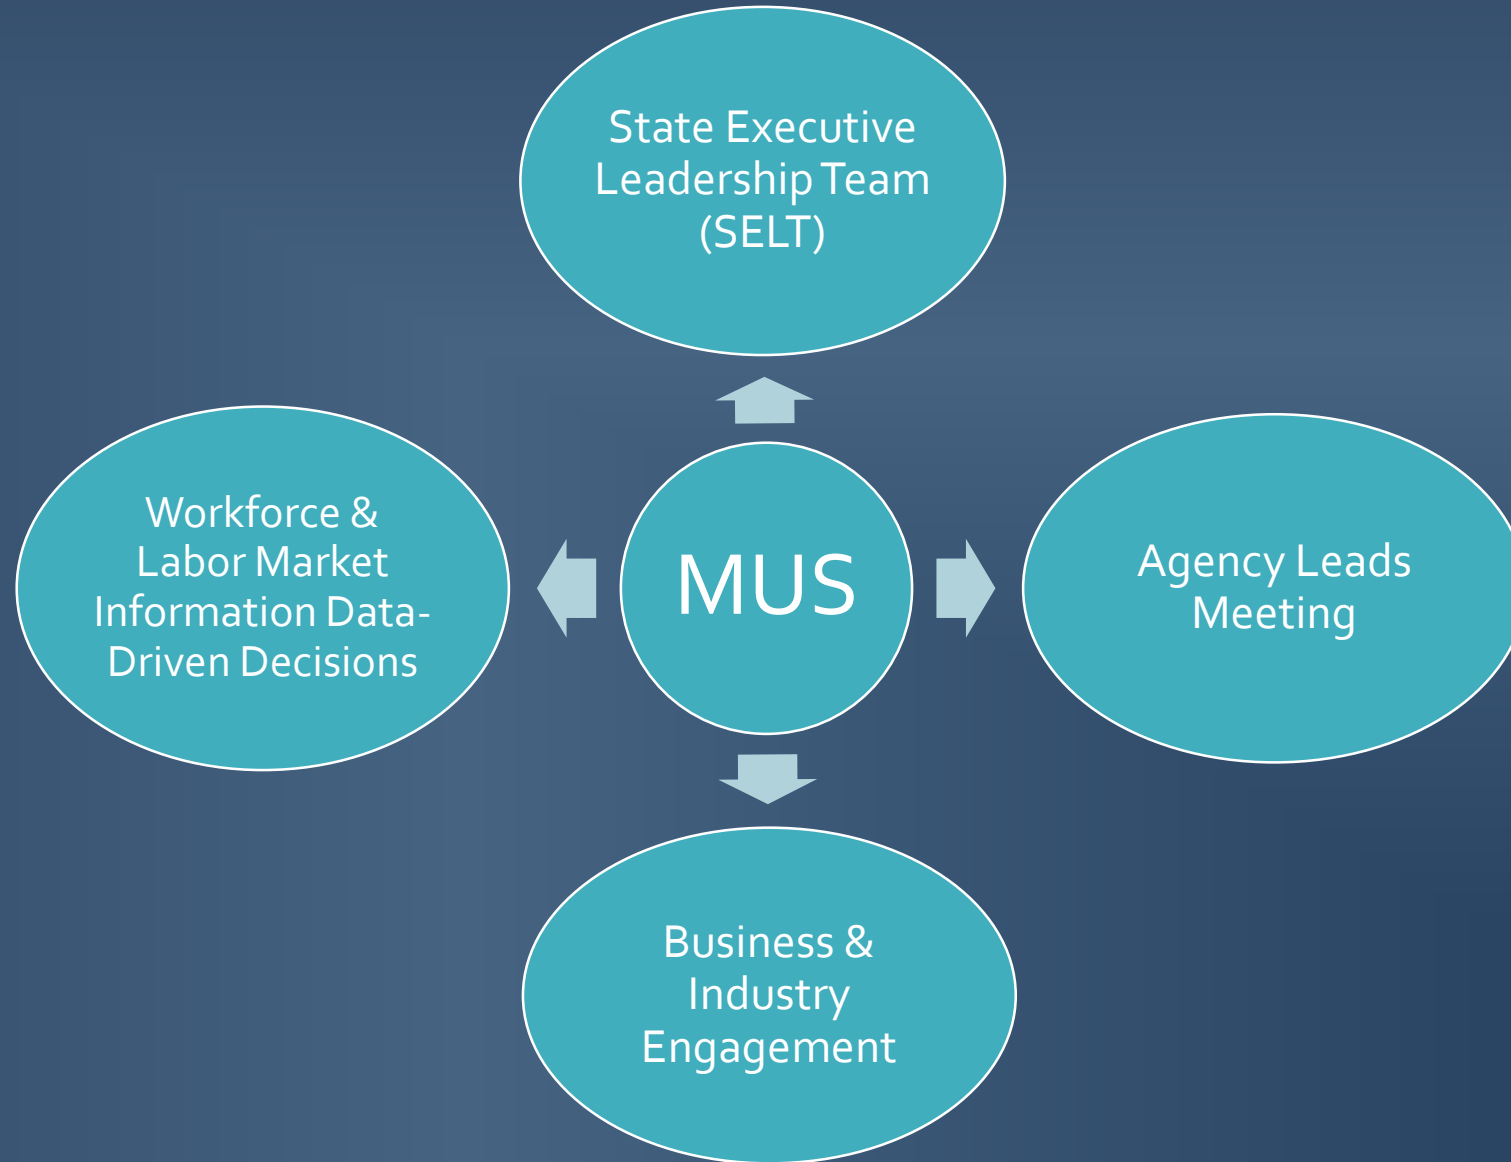 State Executive
Leadership Team
(SELT)
Workforce &
Labor Market
Information Data-
Driven Decisions
MUS
Agency Leads
Meeting
Business &
Industry
Engagement